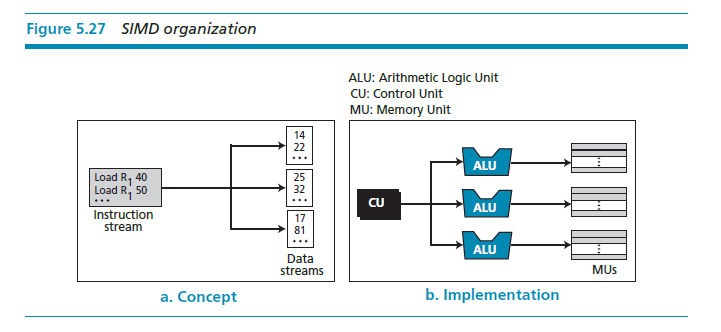 Figure 5.27 SIMD organization
ALU: Arithmetic Logic Unit
CU: Control Unit
MU: Memory Unit
Load R1 40
Load R1 50
•••
Instruction
stream
14
22
•••
25
32
•••
17
81
•••
Data
streams
a. Concept
CU
ALU
ALU
ALU
MUs
b. Implementation